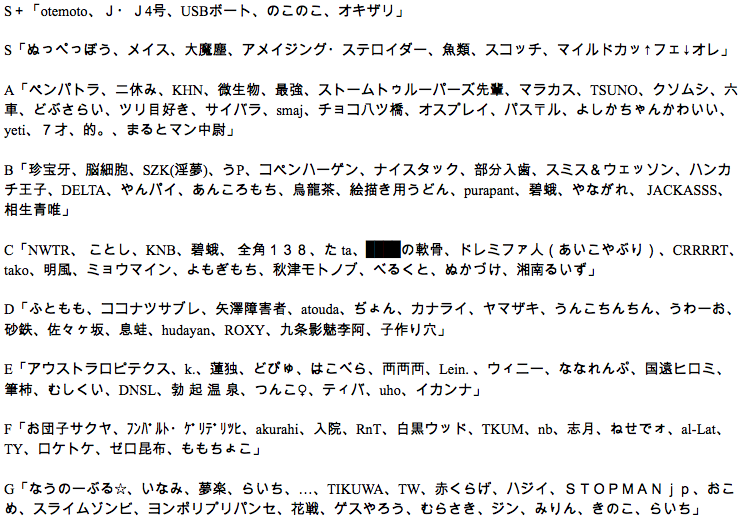 S+「otemoto、J・J4号、USBボート、のこのこ、オキザリ」
S「ぬっぺっぽう、メイス、大魔塵、アメイジング・ステロイダー、魚類、スコッチ、マイルドカッ↑フェ↓オレ」
A「ペンパトラ、二休み、KHN、微生物、最強、ストームトゥルーパーズ先輩、マラカス、TSUNO、クソムシ、六
車、どぶさらい、ツリ目好き、サイバラ、smaj、チョコ八ツ橋、オスプレイ、パス〒ル、よしかちゃんかわいい、
yeti、７才、的。、まるとマン中尉」
B「珍宝牙、脳細胞、SZK(淫夢)、うP、コペンハーゲン、ナイスタック、部分入歯、スミス＆ウェッソン、ハンカ
チ王子、DELTA、やんパイ、あんころもち、烏龍茶、絵描き用うどん、purapant、碧蛾、やながれ、 JACKASSS、
相生青唯」
C「NWTR、 ことし、KNB、碧蛾、 全角１３８、た ta、████の軟骨、ドレミファ人（あいこやぶり）、CRRRRT、
tako、明風、ミョウマイン、よもぎもち、秋津モトノブ、べるくと、ぬかづけ、湘南るいず」
D「ふともも、ココナツサブレ、矢澤障害者、atouda、ぢょん、カナライ、ヤマザキ、うんこちんちん、うわーお、
砂鉄、佐々ヶ坂、息蛙、hudayan、ROXY、九条影魅李阿、子作り穴」
E「アウストラロピテクス、k.、蓮独、どぴゅ、はこべら、襾襾襾、Lein.、ウィニー、ななれんぷ、国遠ヒロミ、
筆柿、むしくい、DNSL、勃 起 温 泉、つんこ♀、ティバ、uho、イカンナ」
F「お団子サクヤ、ﾌﾝﾊﾞﾙﾄ・ｹﾞﾘﾃﾞﾘﾂﾋ、akurahi、入院、RnT、白黒ウッド、TKUM、nb、志月、ねせでォ、al-Lat、
TY、ロケトケ、ゼロ昆布、ももちょこ」
G「なうのーぶる☆、いなみ、夢楽、らいち、…、TIKUWA、TW、赤くらげ、ハジイ、ＳＴＯＰＭＡＮｊｐ、おこ
め、スライムゾンビ、ヨンボリプリバンセ、花戦、ゲスやろう、むらさき、ジン、みりん、きのこ、らいち」